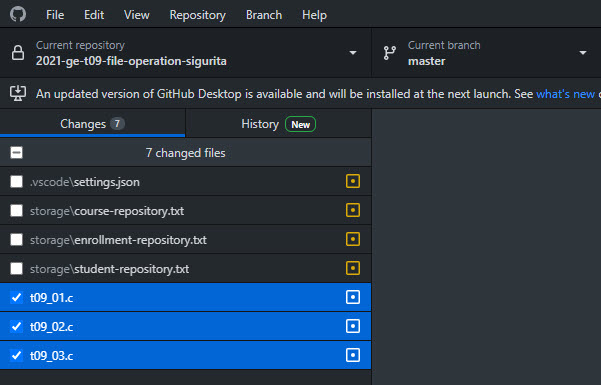 File Edit View Repository Branch Help
Current repository
2021-ge-t09-file-operation-sigurita
Current branch
master
An updated version of GitHub Desktop is available and will be installed at the next launch. See what's new
Changes 7
History New
7 changed files
.vscode\settings.json
storage\course-repository.txt
storage\enrollment-repository.txt
storage\student-repository.txt
t09_01.c
t09_02.c
t09_03.c